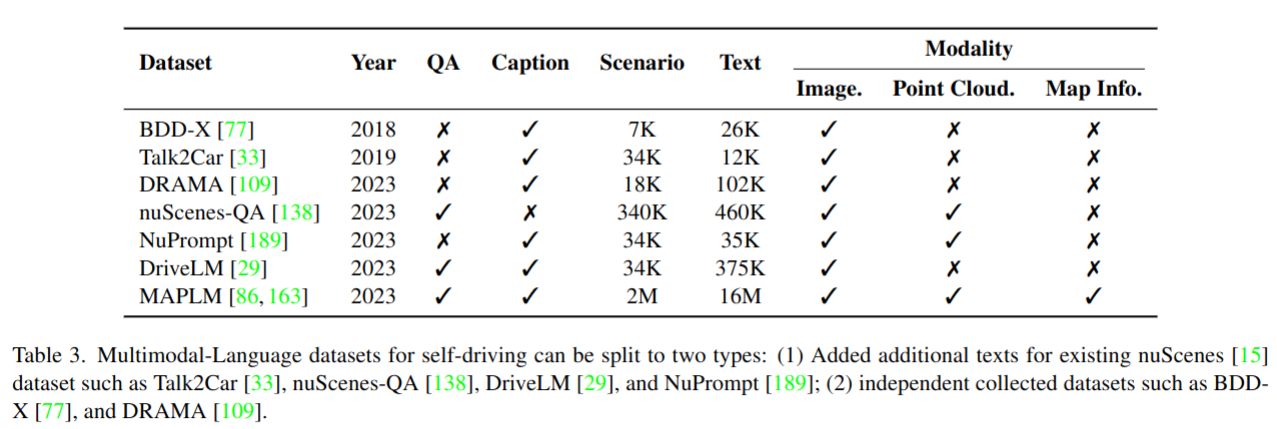 Modality
Dataset Year QA Caption Scenario Text
Image. Point Cloud. Map Info.
BDD-X [77] 2018 ✗ ✓ 7K 26K ✓ ✗ ✗
Talk2Car [33] 2019 ✗ ✓ 34K 12K ✓ ✗ ✗
DRAMA [109] 2023 ✗ ✓ 18K 102K ✓ ✗ ✗
nuScenes-QA [138] 2023 ✓ ✗ 340K 460K ✓ ✓ ✗
NuPrompt [189] 2023 ✗ ✓ 34K 35K ✓ ✓ ✗
DriveLM [29] 2023 ✓ ✓ 34K 375K ✓ ✗ ✗
MAPLM [86, 163] 2023 ✓ ✓ 2M 16M ✓ ✓ ✓
Table 3. Multimodal-Language datasets for self-driving can be split to two types: (1) Added additional texts for existing nuScenes [15]
dataset such as Talk2Car [33], nuScenes-QA [138], DriveLM [29], and NuPrompt [189]; (2) independent collected datasets such as BDD-
X [77], and DRAMA [109].